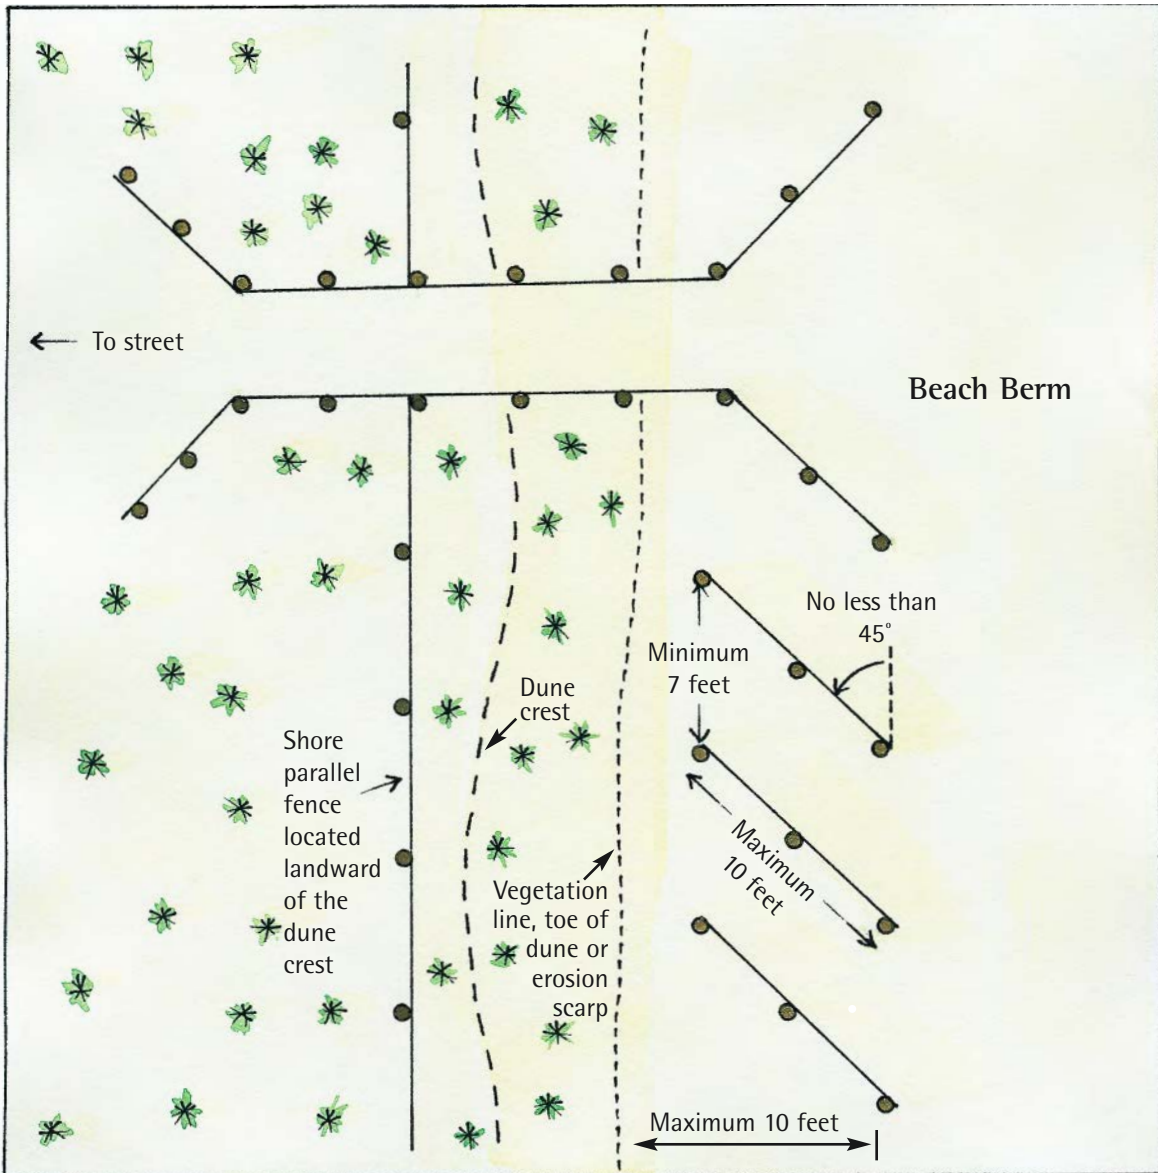 To street
Beach Berm
No less than
45°
Minimum
7 feet
Dune
crest
Shore
parallel
fence
located
landward
of the
dune
crest
Maximum
10 feet
Vegetation
line, toe of
dune or
erosion
scarp
Maximum 10 feet